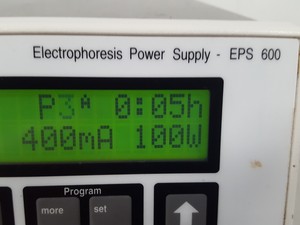 Electrophoresis Power Supply - EPS 600
P3ᴬ 0:05h
400mA 100W
Program
more
set